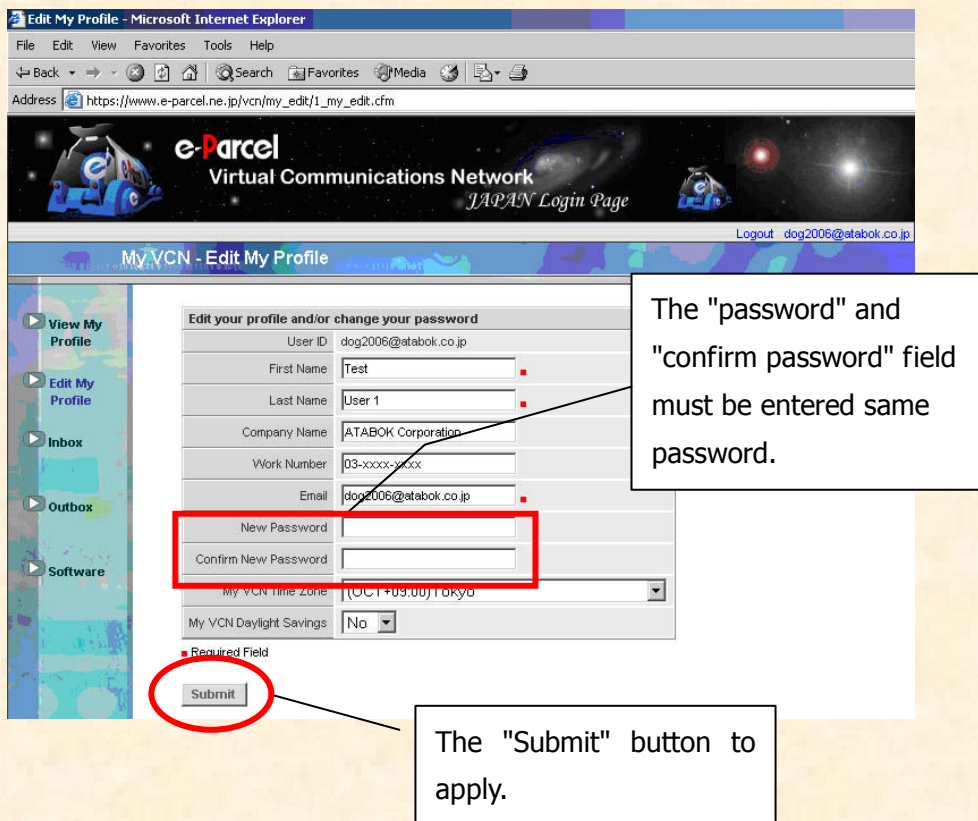 Edit My Profile - Microsoft Internet Explorer
File Edit View Favorites Tools Help
Back Search Favorites Media
Address https://www.e-parcel.ne.jp/vcn/my_edit/1_my_edit.cfm
e-Parcel
Virtual Communications Network
JAPAN Login Page
Logout dog2006@atabok.co.jp
My VCN - Edit My Profile
View My
Profile
Edit My
Profile
Inbox
Outbox
Software
Edit your profile and/or change your password
User ID dog2006@atabok.co.jp
First Name Test
Last Name User 1
Company Name ATABOK Corporation
Work Number 03-xxxx-xxxx
Email dog2006@atabok.co.jp
New Password
Confirm New Password
My VCN Time Zone (UCT+09:00)Tokyo
My VCN Daylight Savings No
Required Field
Submit
The "password" and
"confirm password" field
must be entered same
password.
The "Submit" button to
apply.